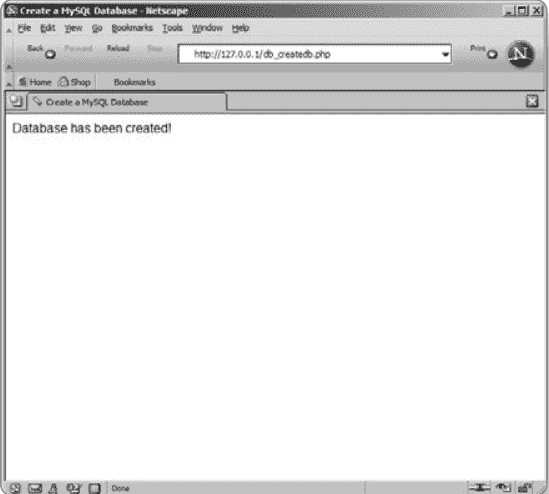 Create a MySQL Database - Netscape
File Edit View Go Bookmarks Tools Window Help
Back Forward Reload Stop http://127.0.0.1/db_createdb.php Print N
Home Shop Bookmarks
Create a MySQL Database
Database has been created!
Done